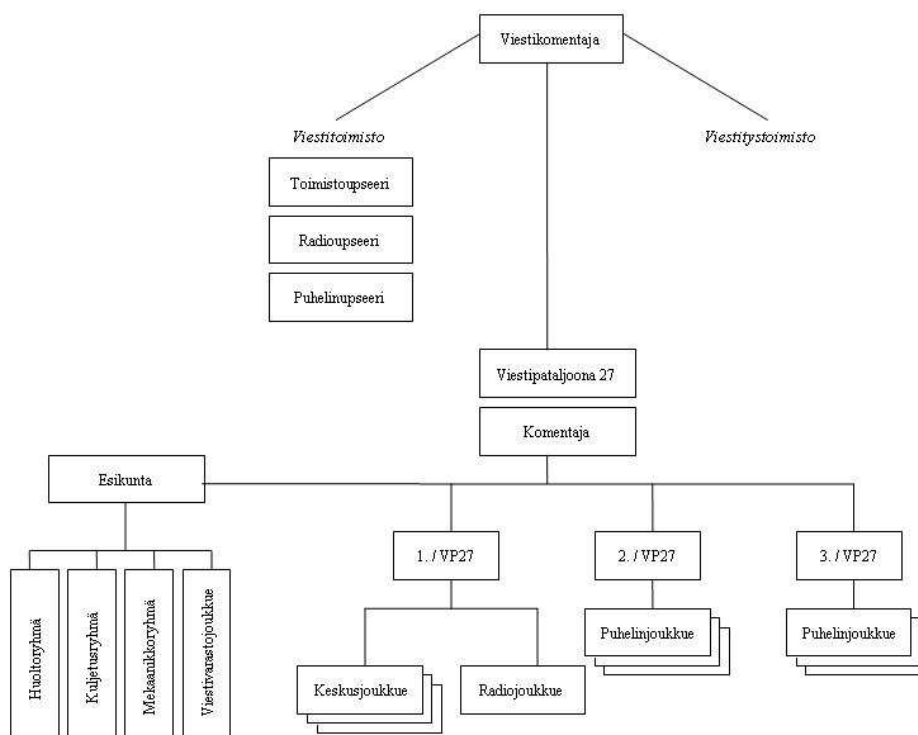 Viestikomentaja
Viestitoimisto
Viestitystoimisto
Toimistoupseeri
Radioupseeri
Puhelinupseeri
Viestipataljoona 27
Komentaja
Esikunta
1. / VP27
2. / VP27
3. / VP27
Huoltoryhmä
Kuljetusryhmä
Mekaanikkoryhmä
Viestivarastojoukkue
Puhelinjoukkue
Puhelinjoukkue
Keskusjoukkue
Radiojoukkue